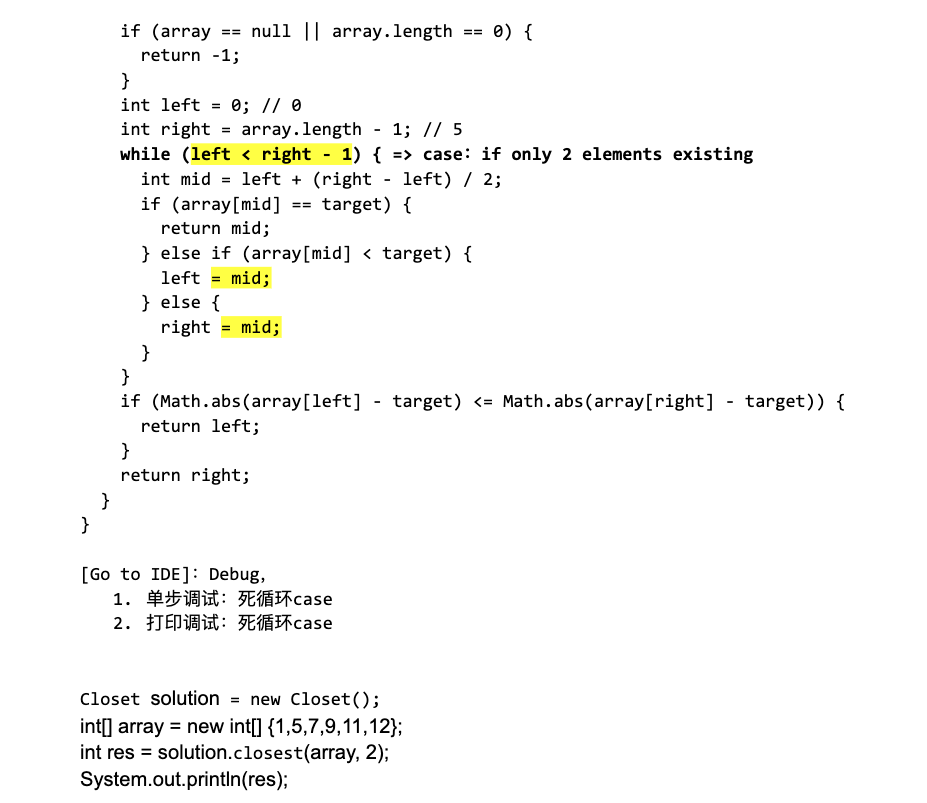 if (array == null || array.length == 0) {
return -1;
}
int left = 0; // 0
int right = array.length - 1; // 5
while (left < right - 1) { => case: if only 2 elements existing
int mid = left + (right - left) / 2;
if (array[mid] == target) {
return mid;
} else if (array[mid] < target) {
left = mid;
} else {
right = mid;
}
}
if (Math.abs(array[left] - target) <= Math.abs(array[right] - target)) {
return left;
}
return right;
}
}
[Go to IDE]: Debug,
1. 单步调试：死循环case
2. 打印调试：死循环case
Closet solution = new Closet();
int[] array = new int[] {1,5,7,9,11,12};
int res = solution.closest(array, 2);
System.out.println(res);